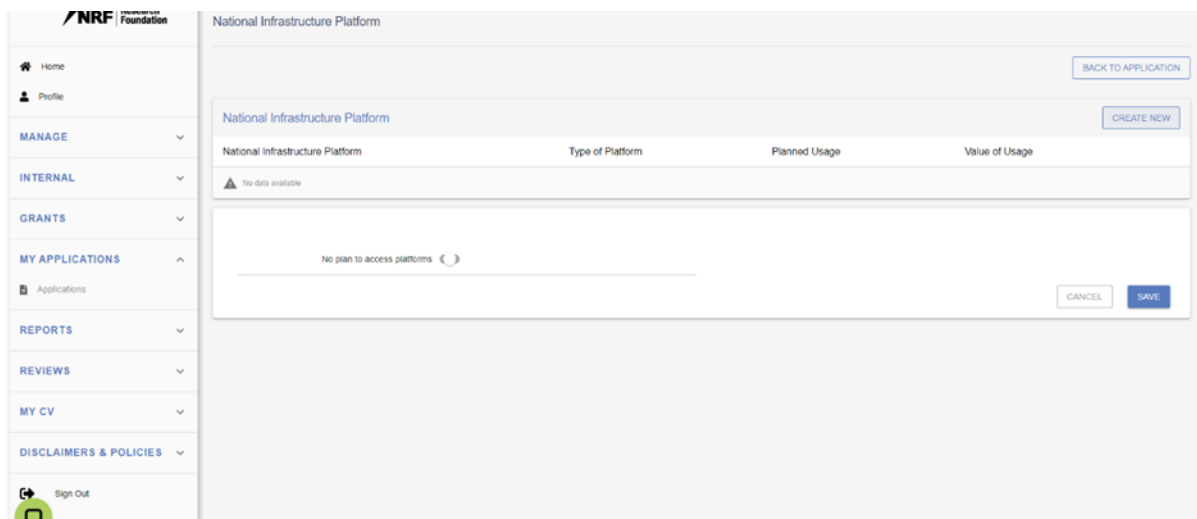 NRF Research
Foundation
National Infrastructure Platform
Home
BACK TO APPLICATION
Profile
National Infrastructure Platform
CREATE NEW
MANAGE
National Infrastructure Platform Type of Platform Planned Usage Value of Usage
INTERNAL
No data available
GRANTS
MY APPLICATIONS
No plan to access platforms
Applications
CANCEL SAVE
REPORTS
REVIEWS
MY CV
DISCLAIMERS & POLICIES
Sign Out